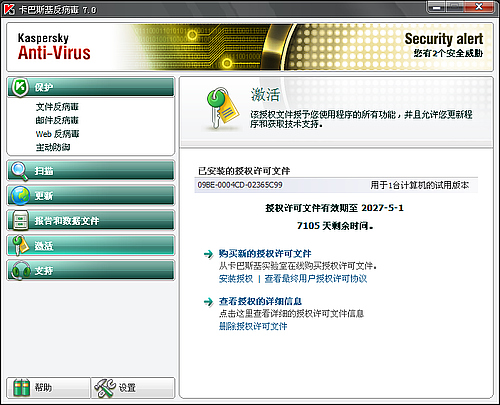 卡巴斯基反病毒 7.0
Kaspersky
Anti-Virus
Security alert
您有2个安全威胁
保护
文件反病毒
邮件反病毒
Web 反病毒
主动防御
扫描
更新
报告和数据文件
激活
支持
帮助
设置
激活
该授权文件授予您使用程序的所有功能，并且允许您更新程
序和获取技术支持。
已安装的授权许可文件
09BE-0004CD-02365C99
用于1台计算机的试用版本
授权许可文件有效期至 2027-5-1
7105 天剩余时间。
购买新的授权许可文件
从卡巴斯基实验室在线购买授权许可文件。
安装授权 | 查看最终用户授权许可协议
查看授权的详细信息
点击这里查看详细的授权许可文件信息
删除授权许可文件